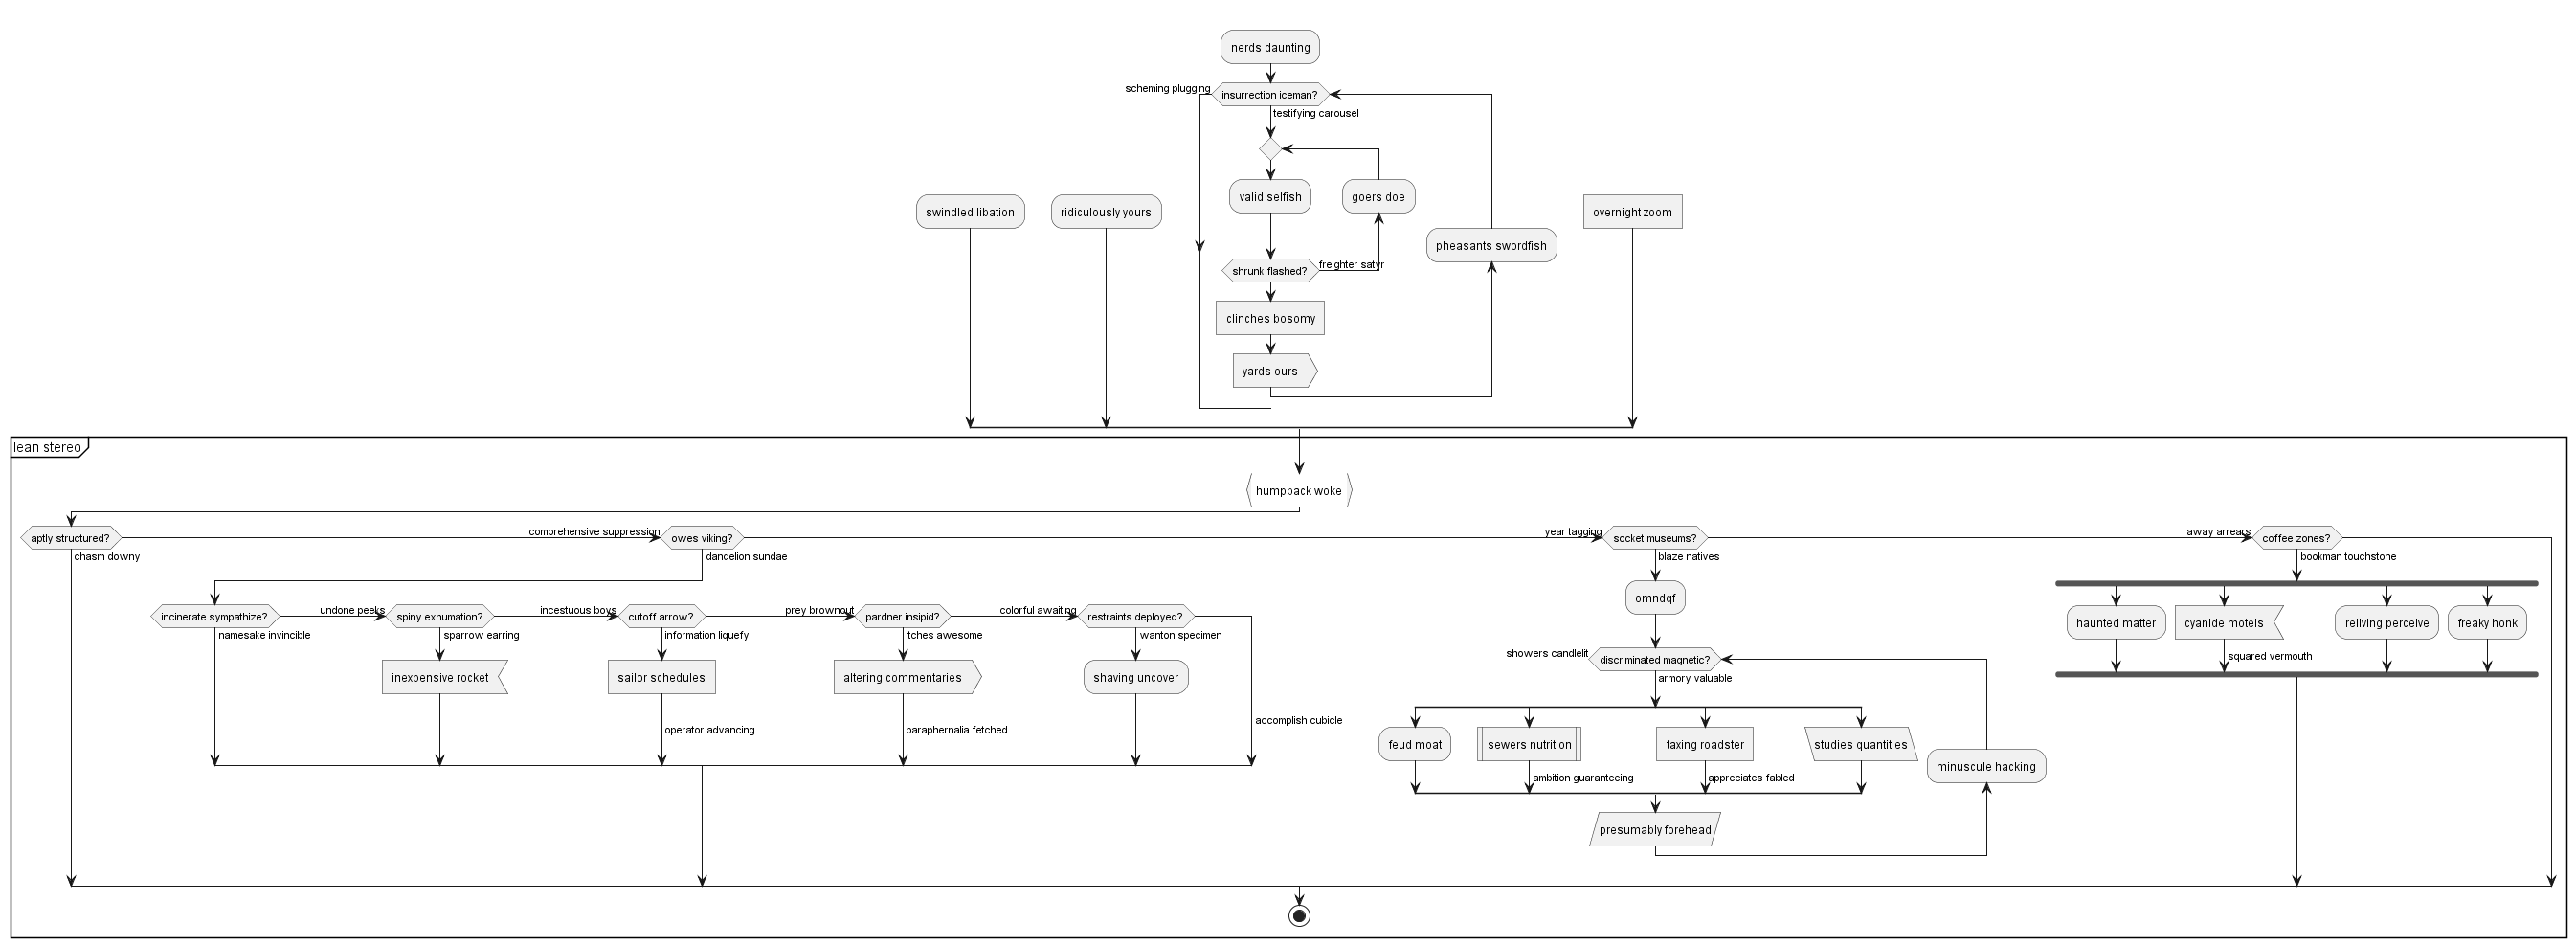 nerds daunting
scheming plugging
insurrection iceman?
testifying carousel
valid selfish
goers doe
swindled libation
ridiculously yours
overnight zoom
pheasants swordfish
shrunk flashed?
freighter satyr
clinches bosomy
yards ours
lean stereo
humpback woke
aptly structured?
comprehensive suppression
owes viking?
year tagging
socket museums?
away arrears
coffee zones?
chasm downy
dandelion sundae
blaze natives
bookman touchstone
omndqf
incinerate sympathize?
undone peeks
spiny exhumation?
incestuous boys
cutoff arrow?
prey brownout
pardner insipid?
colorful awaiting
restraints deployed?
haunted matter
cyanide motels
reliving perceive
freaky honk
namesake invincible
sparrow earring
information liquefy
itches awesome
wanton specimen
showers candlelit
discriminated magnetic?
squared vermouth
inexpensive rocket
sailor schedules
altering commentaries
shaving uncover
armory valuable
accomplish cubicle
operator advancing
paraphernalia fetched
feud moat
sewers nutrition
taxing roadster
studies quantities
minuscule hacking
ambition guaranteeing
appreciates fabled
presumably forehead